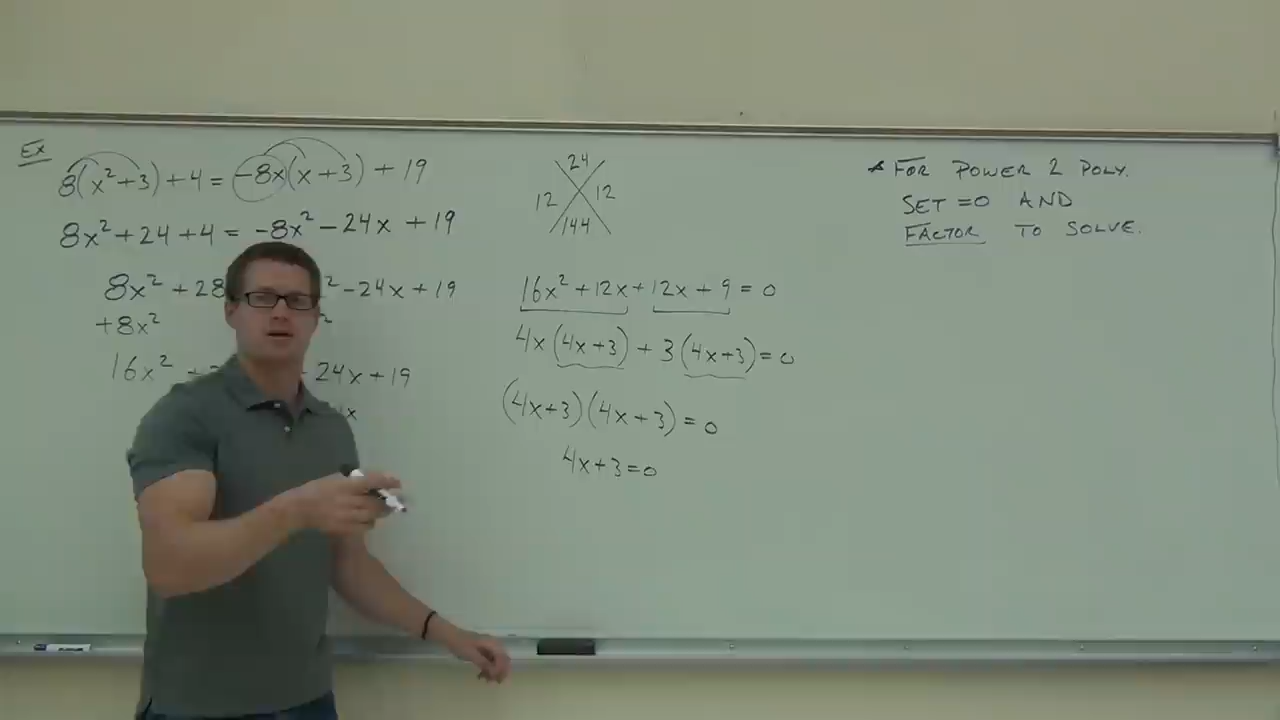 Ex
8(x²+3)+4 = -8x(x+3)+19
8x²+24+4 = -8x²-24x+19
8x²+28 ²-24x+19
+8x² ²
16x² + 24x+19
x
24
12 12
144
16x²+12x+12x+9=0
4x(4x+3)+3(4x+3)=0
(4x+3)(4x+3)=0
4x+3=0
* FOR POWER 2 POLY.
SET =0 AND
FACTOR TO SOLVE.